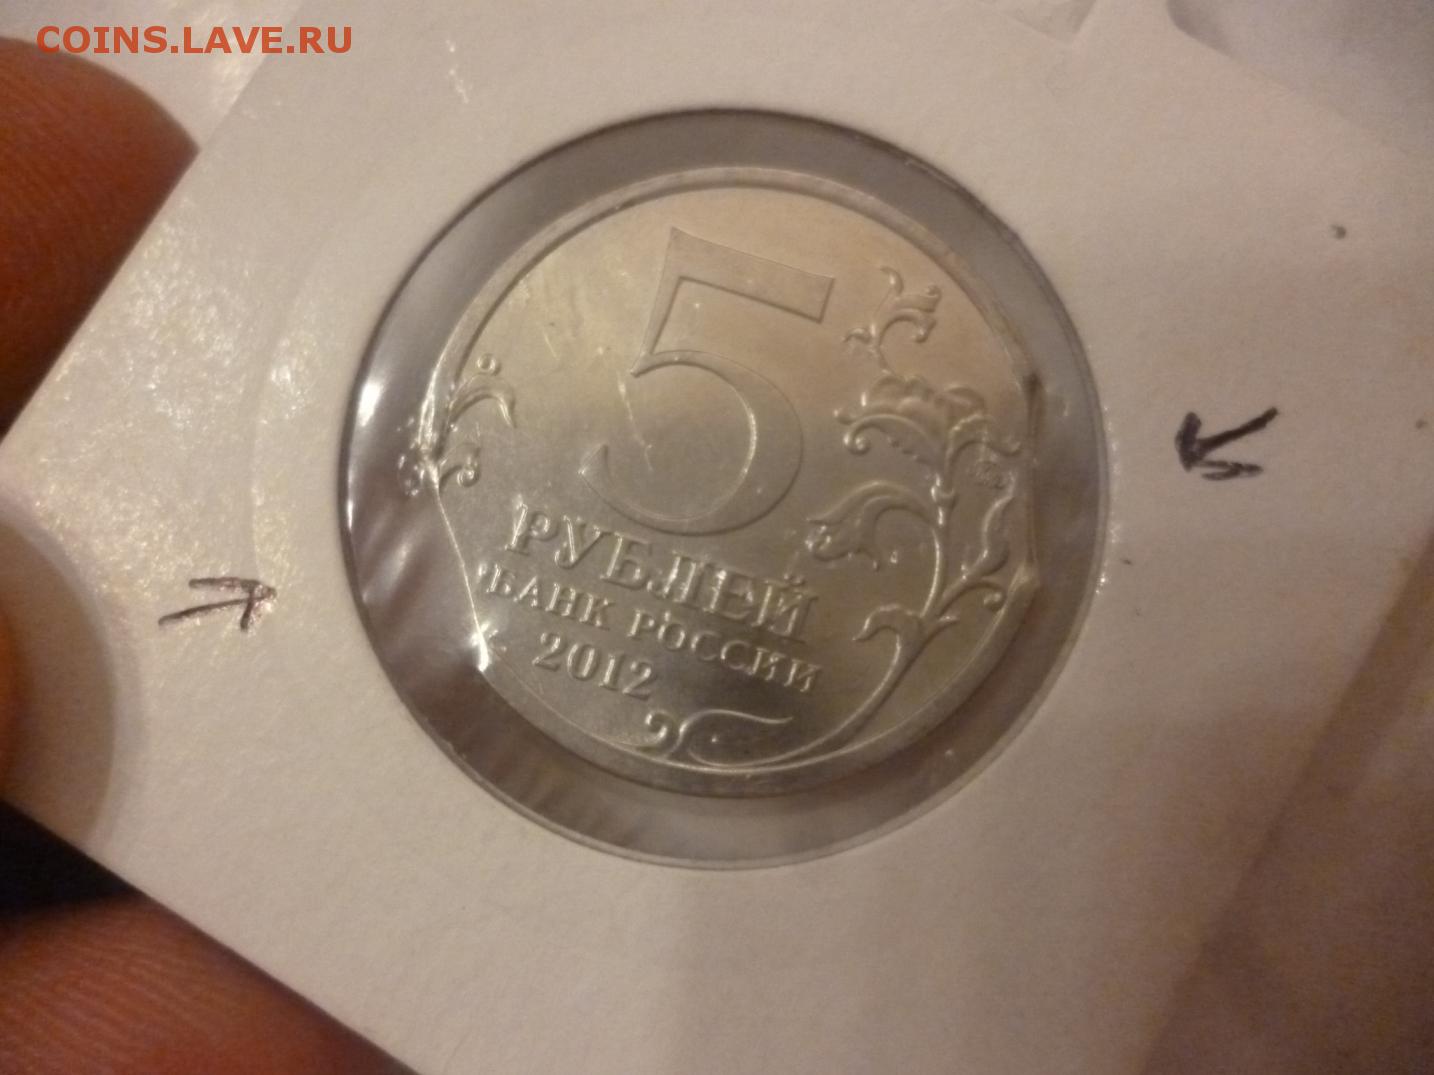 COINS.LAVE.RU
5
РУБЛЕЙ
БАНК РОССИИ
2012